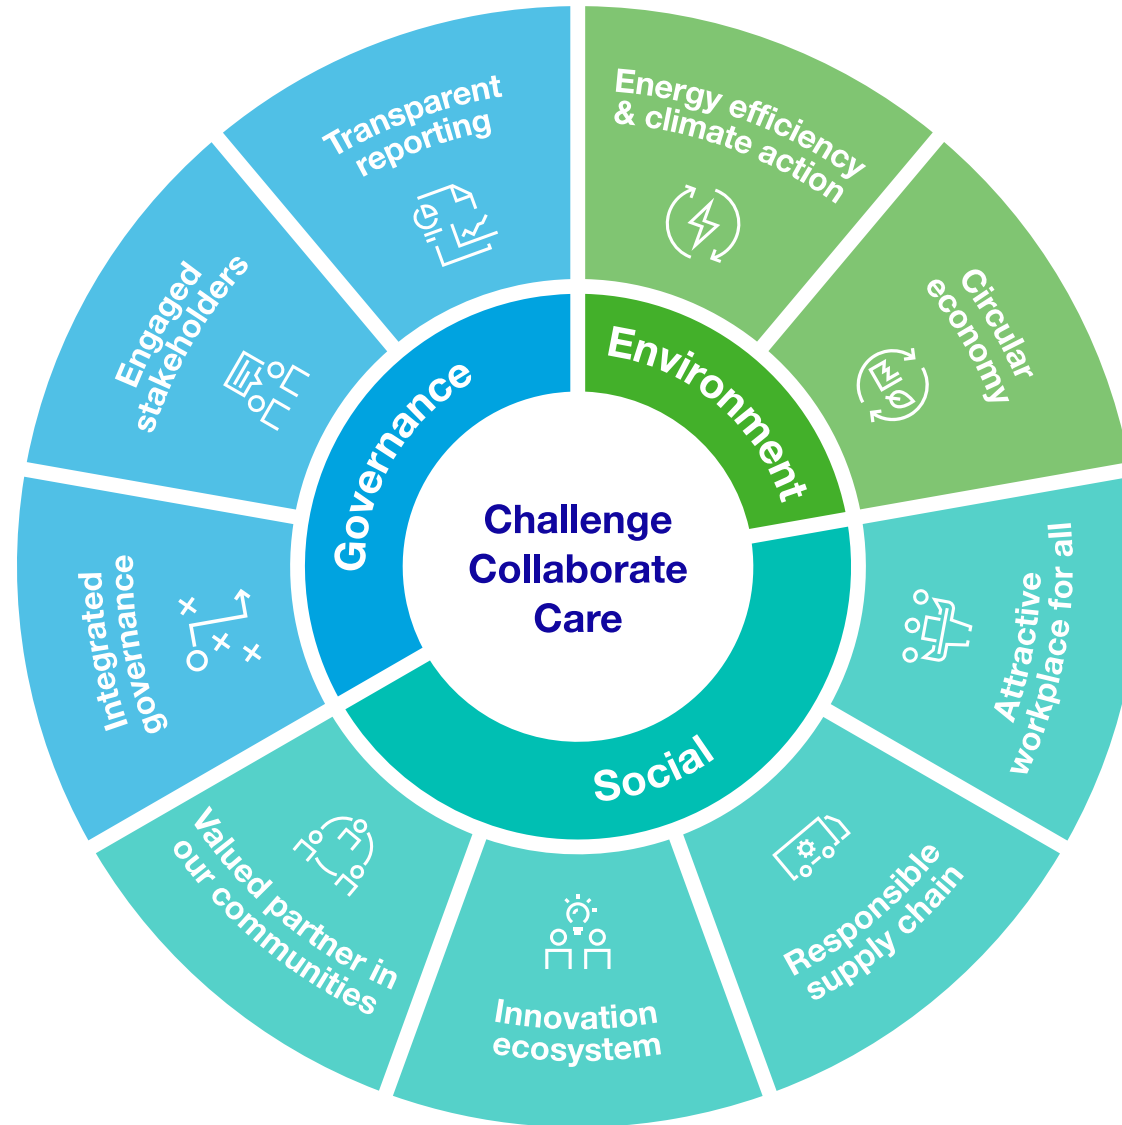 Challenge
Collaborate
Care
Environment
Energy efficiency
& climate action
Circular
economy
Social
Attractive
workplace for all
Responsible
supply chain
Innovation
ecosystem
Valued partner in
our communities
Governance
Integrated
governance
Engaged
stakeholders
Transparent
reporting